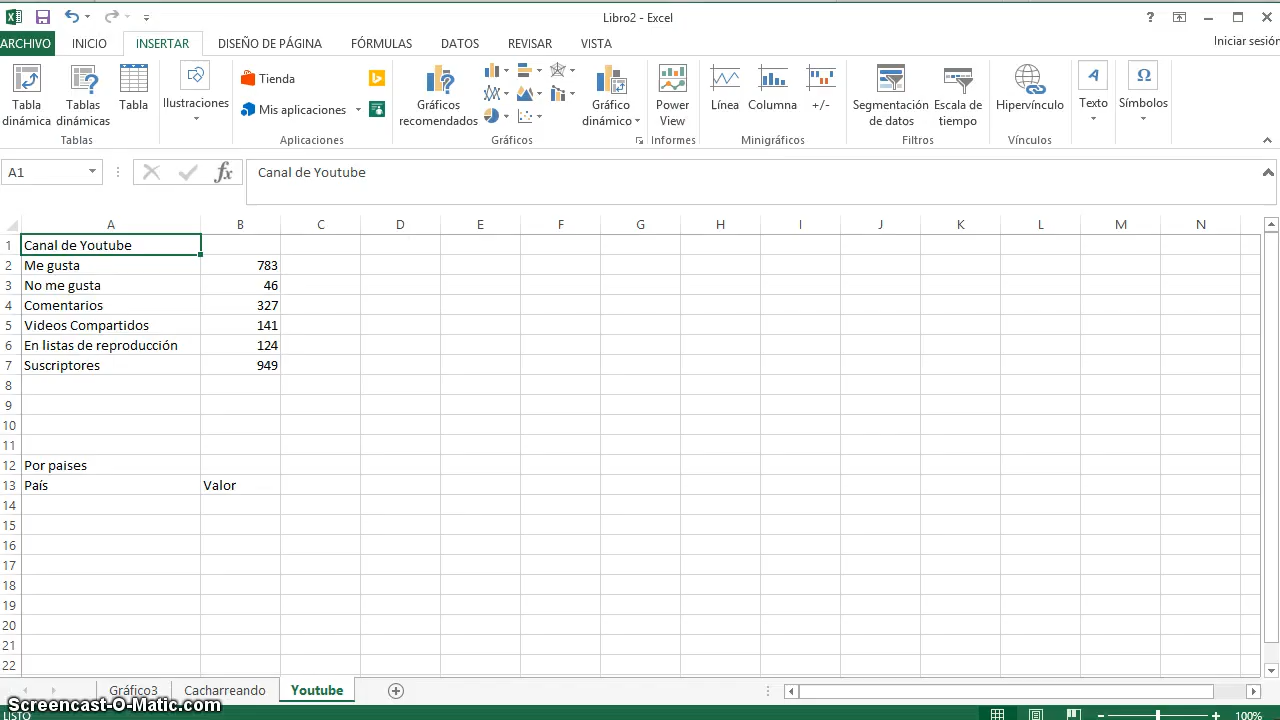 Libro2 - Excel
?
ARCHIVO INICIO INSERTAR DISEÑO DE PÁGINA FÓRMULAS DATOS REVISAR VISTA Iniciar sesión
Tabla dinámica
Tablas dinámicas
Tabla
Tablas
Ilustraciones
Tienda
Mis aplicaciones
Aplicaciones
Gráficos recomendados
Gráfico dinámico
Gráficos
Power View
Informes
Línea
Columna
+/-
Minigráficos
Segmentación de datos
Escala de tiempo
Filtros
Hipervínculo
Vínculos
Texto
Ω
Símbolos
A1 fx Canal de Youtube
A B C D E F G H I J K L M N
1 Canal de Youtube
2 Me gusta 783
3 No me gusta 46
4 Comentarios 327
5 Videos Compartidos 141
6 En listas de reproducción 124
7 Suscriptores 949
8
9
10
11
12 Por paises
13 País Valor
14
15
16
17
18
19
20
21
22
Gráfico3 Cacharreando Youtube
Screencast-O-Matic.com
LISTO 100%